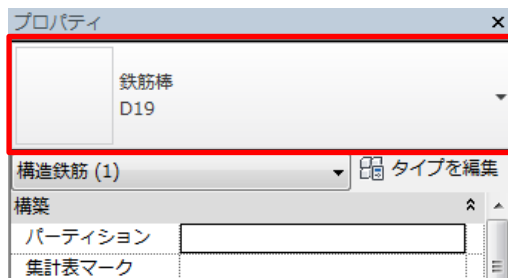 プロパティ
鉄筋棒
D19
構造鉄筋 (1)
タイプを編集
構築
パーティション
集計表マーク